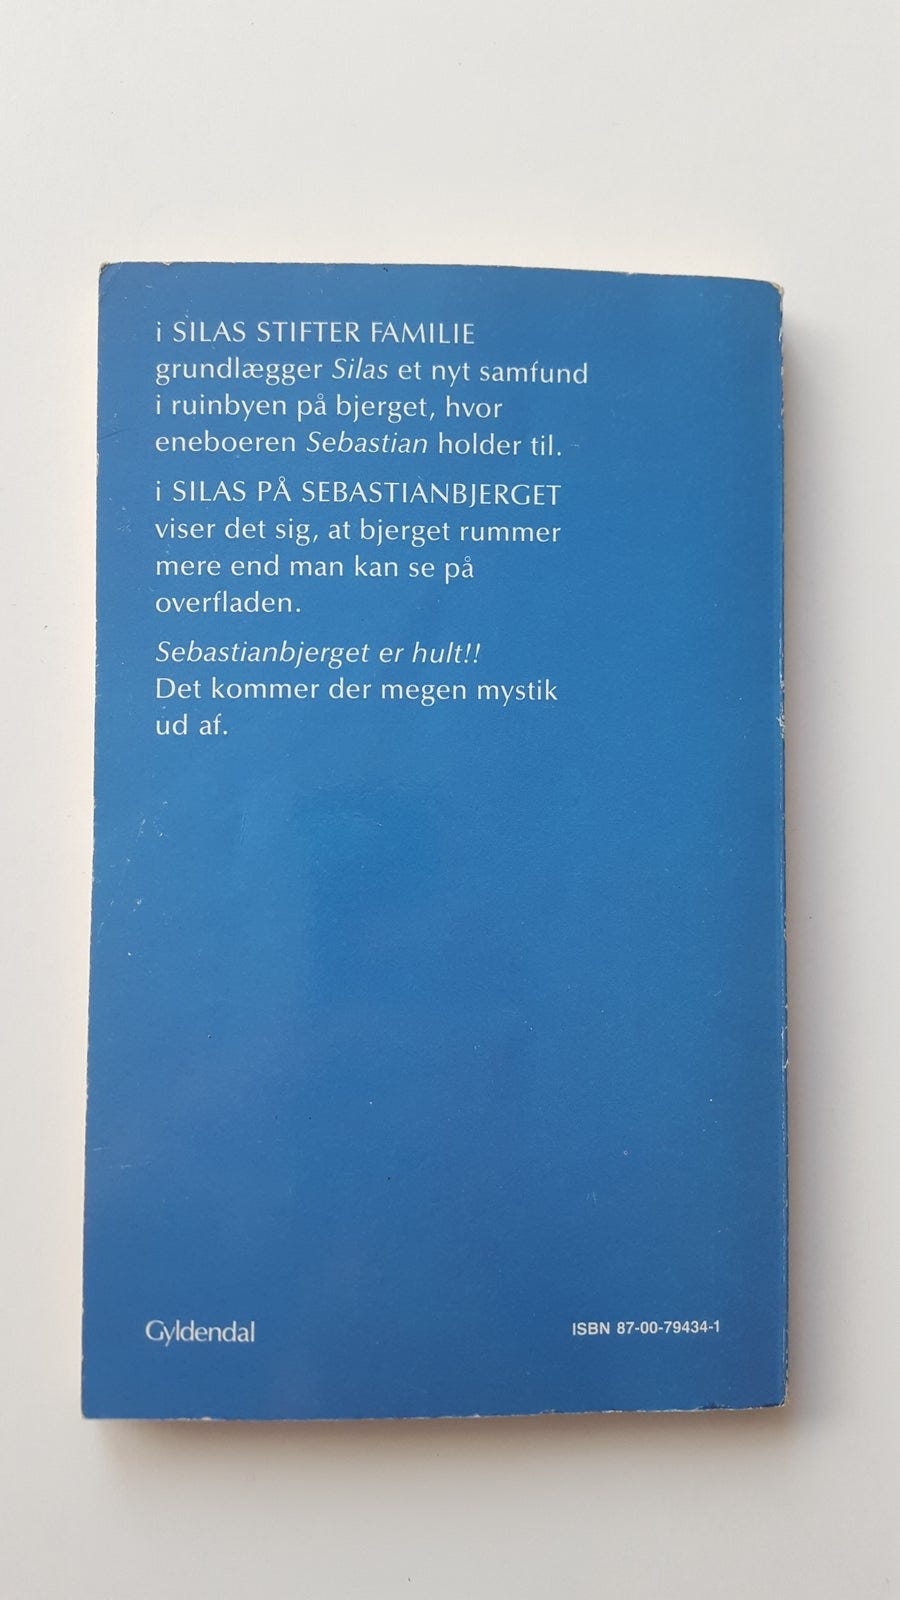 i SILAS STIFTER FAMILIE
grundlægger Silas et nyt samfund
i ruinbyen på bjerget, hvor
eneboeren Sebastian holder til.
i SILAS PÅ SEBASTIANBJERGET
viser det sig, at bjerget rummer
mere end man kan se på
overfladen.
Sebastianbjerget er hult!!
Det kommer der megen mystik
ud af.
Gyldendal
ISBN 87-00-79434-1